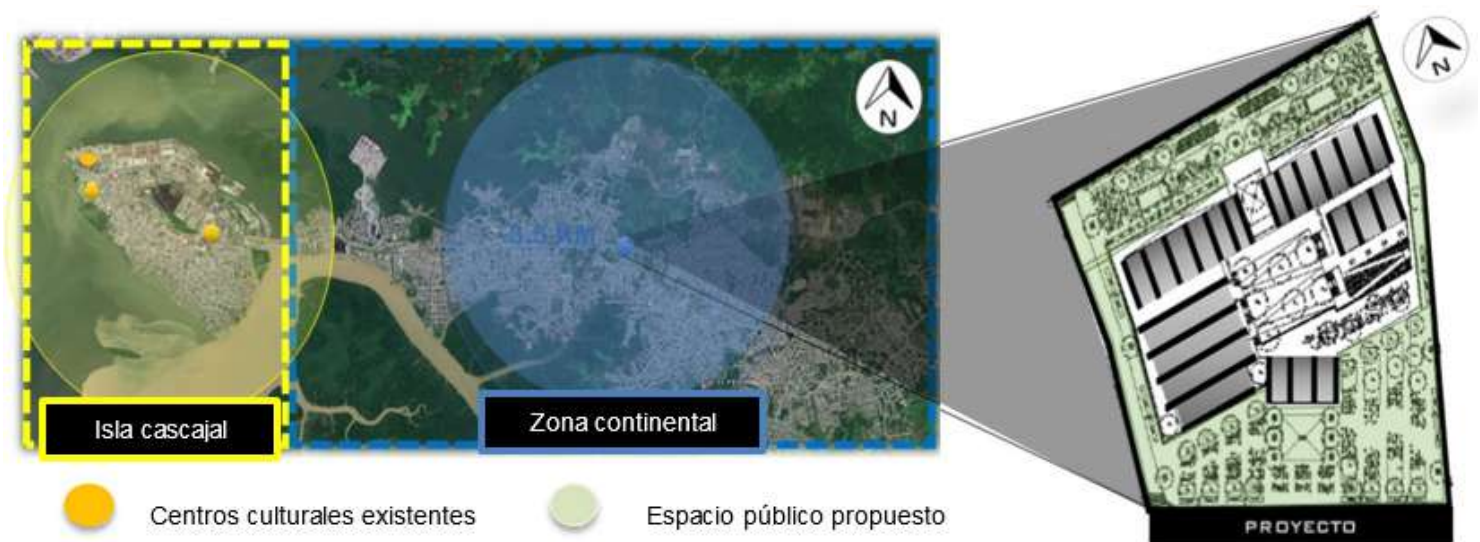 N
N
Isla cascajal
Zona continental
Centros culturales existentes
Espacio público propuesto
PROYECTO